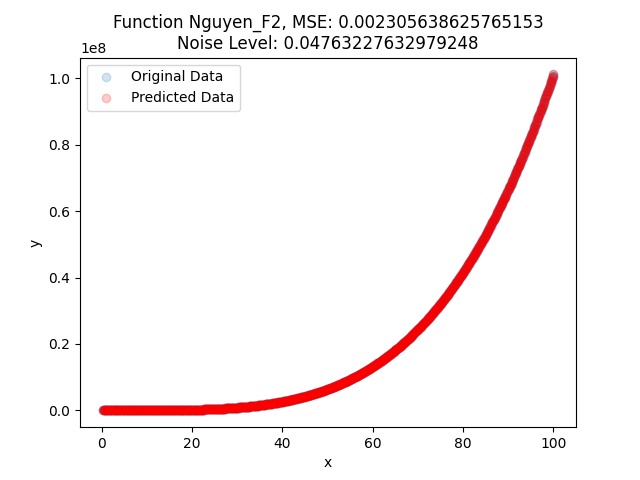 Function Nguyen_F2, MSE: 0.002305638625765153
Noise Level: 0.04763227632979248
1e8
Original Data
Predicted Data
1.0
0.8
0.6
0.4
0.2
0.0
y
0 20 40 60 80 100
x